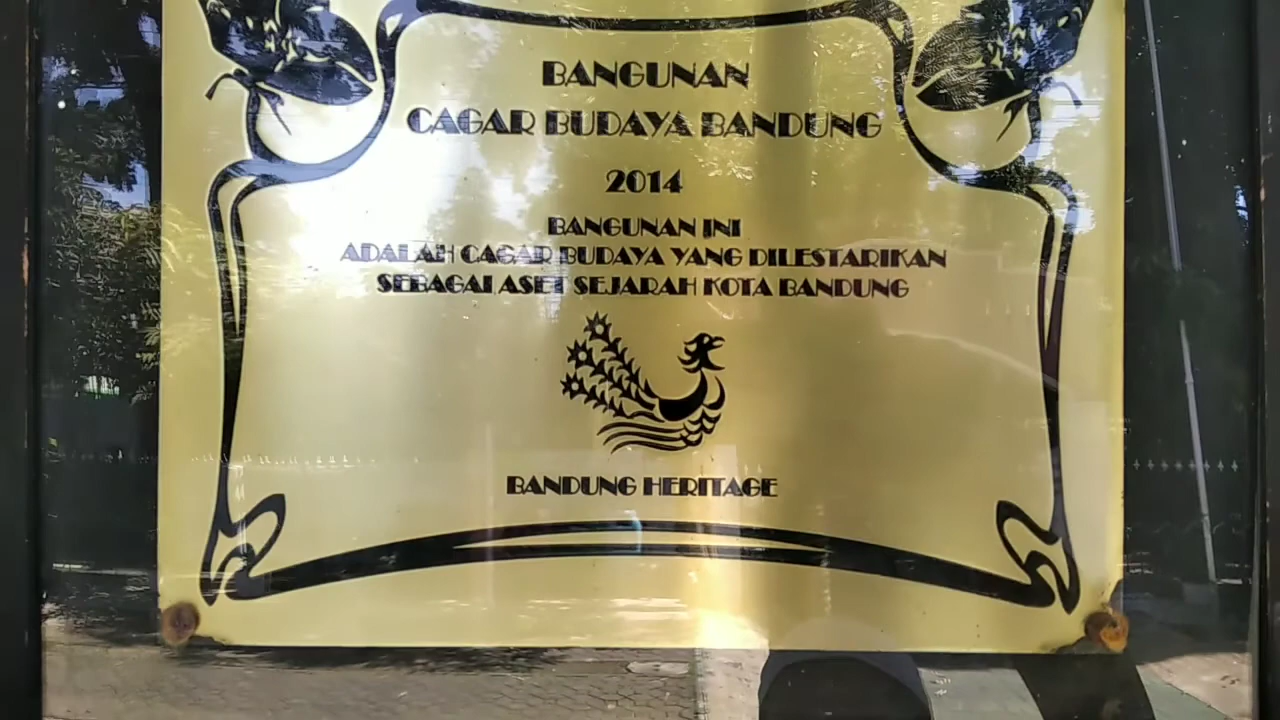 BANGUNAN
CAGAR BUDAYA BANDUNG
2014
BANGUNAN INI
ADALAH CAGAR BUDAYA YANG DILESTARIKAN
SEBAGAI ASET SEJARAH KOTA BANDUNG
BANDUNG HERITAGE